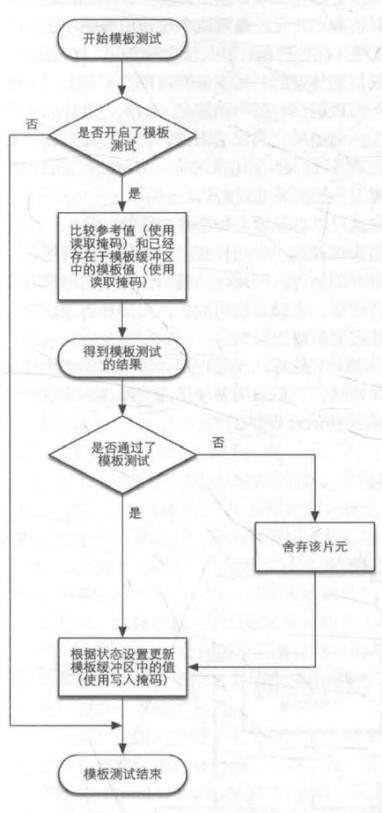 开始模板测试
否
是否开启了模板
测试
是
比较参考值（使用
读取掩码）和已经
存在于模板缓冲区
中的模板值（使用
读取掩码）
得到模板测试
的结果
是否通过了
模板测试
否
是
舍弃该片元
根据状态设置更新
模板缓冲区中的值
（使用写入掩码）
模板测试结束